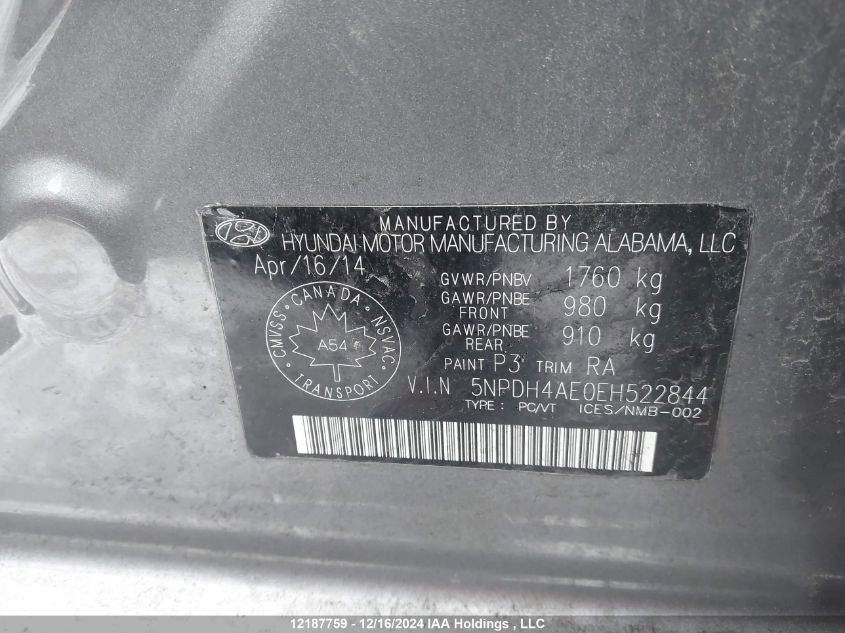 MANUFACTURED BY
HYUNDAI MOTOR MANUFACTURING ALABAMA, LLC
Apr/16/14
GVWR/PNBV 1760 kg
GAWR/PNBE FRONT 980 kg
GAWR/PNBE REAR 910 kg
CANADA
CMVSS NSVAC
A54
TRANSPORT
PAINT P3 TRIM RA
V.I.N 5NPDH4AE0EH522844
TYPE : PC/VT ICES/NMB-002
12187759 - 12/16/2024 IAA Holdings , LLC